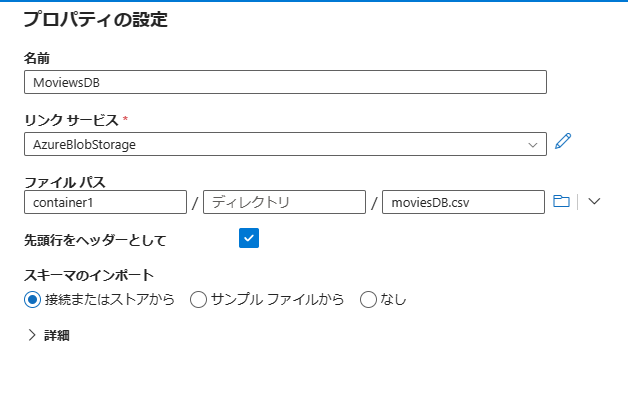 プロパティの設定
名前
MoviewsDB
リンク サービス *
AzureBlobStorage
ファイル パス
container1 / ディレクトリ / moviesDB.csv
先頭行をヘッダーとして
スキーマのインポート
接続またはストアから サンプル ファイルから なし
詳細